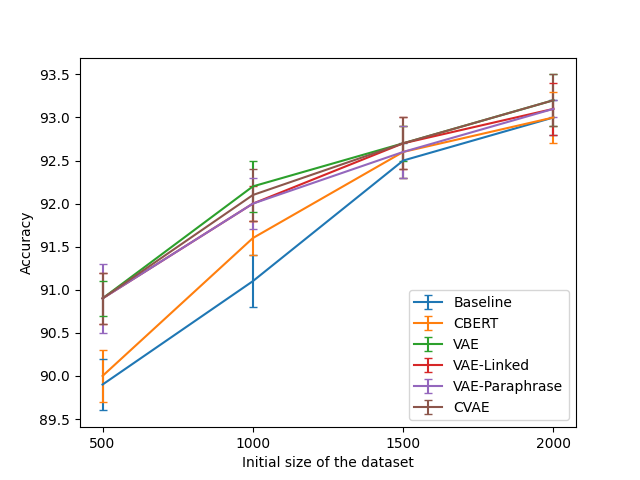 93.5
93.0
92.5
92.0
91.5
91.0
90.5
90.0
89.5
Accuracy
500
1000
1500
2000
Initial size of the dataset
Baseline
CBERT
VAE
VAE-Linked
VAE-Paraphrase
CVAE